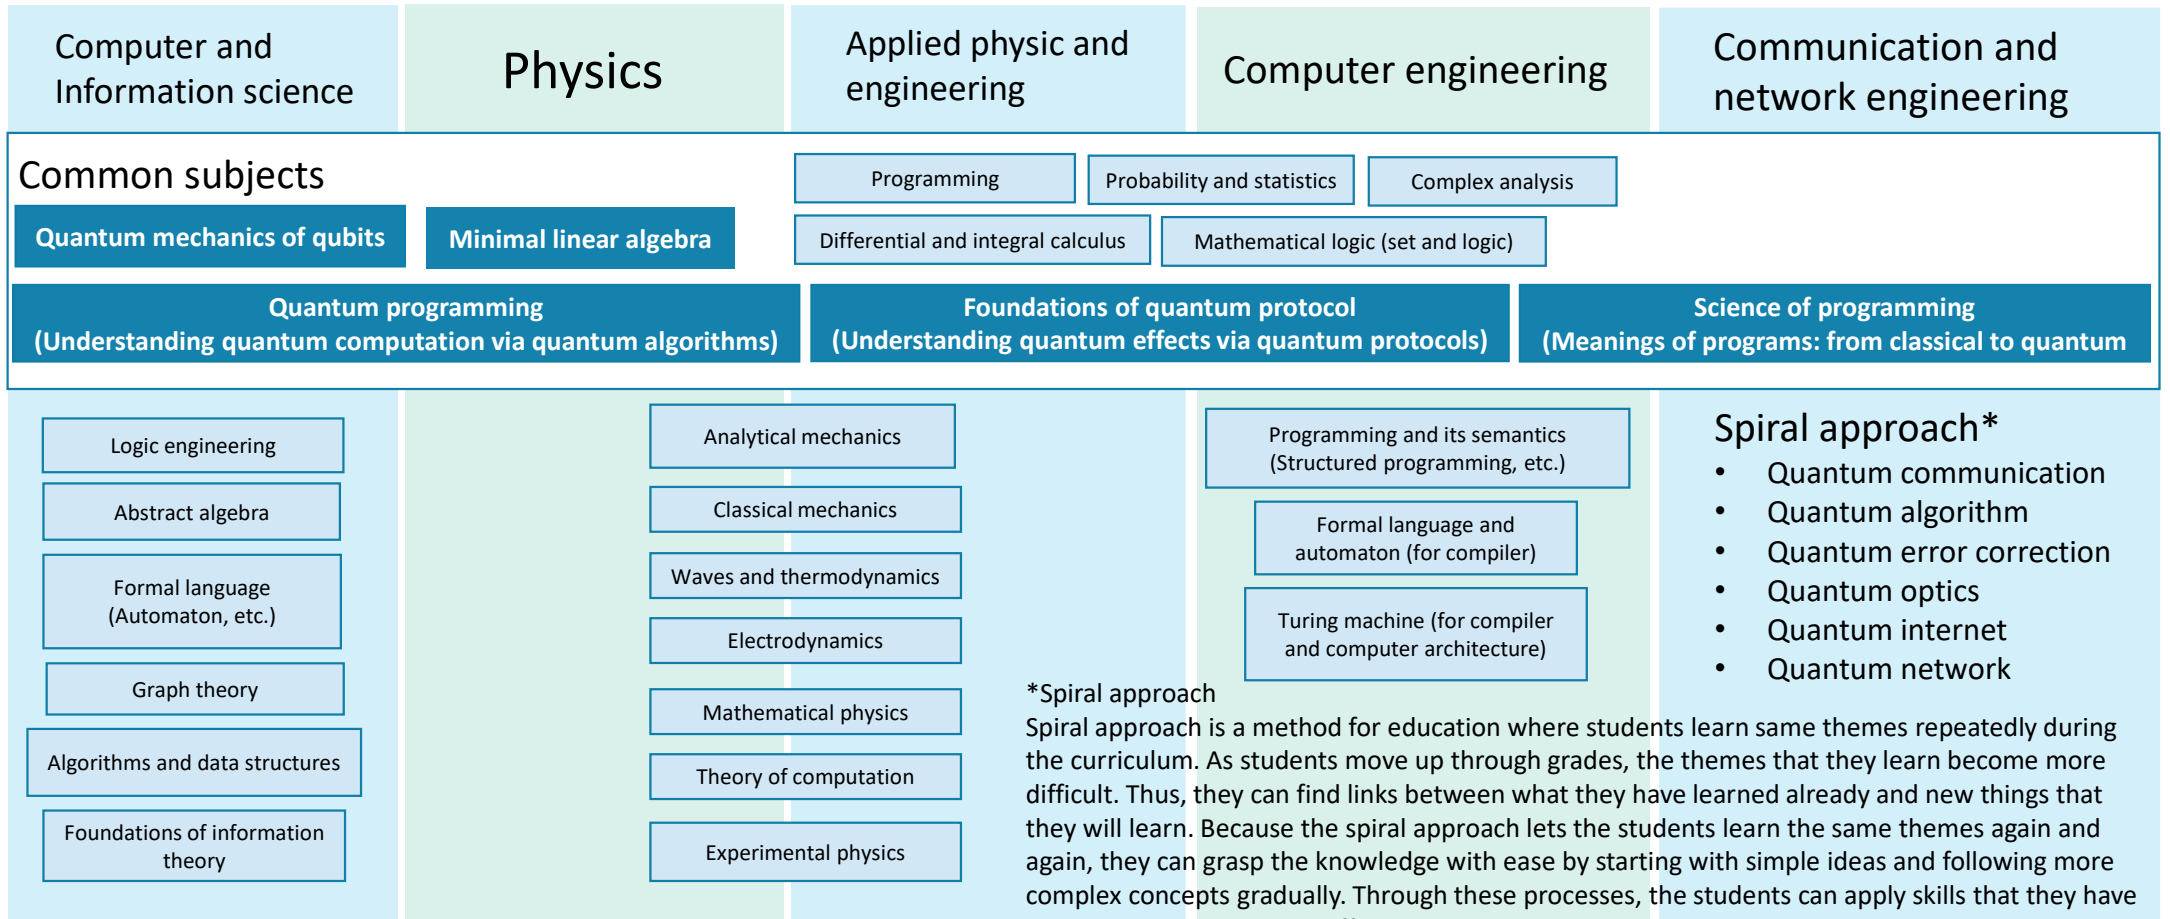 Computer and
Information science
Physics
Applied physic and
engineering
Computer engineering
Communication and
network engineering
Common subjects
Programming
Probability and statistics
Complex analysis
Quantum mechanics of qubits
Minimal linear algebra
Differential and integral calculus
Mathematical logic (set and logic)
Quantum programming
(Understanding quantum computation via quantum algorithms)
Foundations of quantum protocol
(Understanding quantum effects via quantum protocols)
Science of programming
(Meanings of programs: from classical to quantum
Logic engineering
Abstract algebra
Formal language
(Automaton, etc.)
Graph theory
Algorithms and data structures
Foundations of information
theory
Analytical mechanics
Classical mechanics
Waves and thermodynamics
Electrodynamics
Mathematical physics
Theory of computation
Experimental physics
Programming and its semantics
(Structured programming, etc.)
Formal language and
automaton (for compiler)
Turing machine (for compiler
and computer architecture)
Spiral approach*
• Quantum communication
• Quantum algorithm
• Quantum error correction
• Quantum optics
• Quantum internet
• Quantum network
*Spiral approach
Spiral approach is a method for education where students learn same themes repeatedly during
the curriculum. As students move up through grades, the themes that they learn become more
difficult. Thus, they can find links between what they have learned already and new things that
they will learn. Because the spiral approach lets the students learn the same themes again and
again, they can grasp the knowledge with ease by starting with simple ideas and following more
complex concepts gradually. Through these processes, the students can apply skills that they have